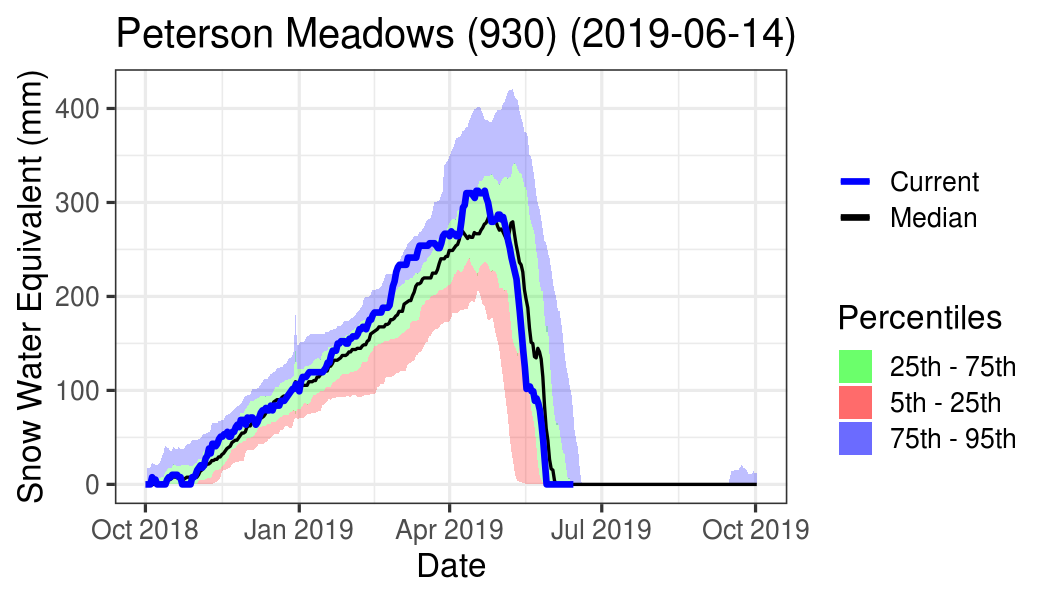 Peterson Meadows (930) (2019-06-14)
Snow Water Equivalent (mm)
400
300
200
100
0
Oct 2018
Jan 2019
Apr 2019
Jul 2019
Oct 2019
Date
Current
Median
Percentiles
25th - 75th
5th - 25th
75th - 95th